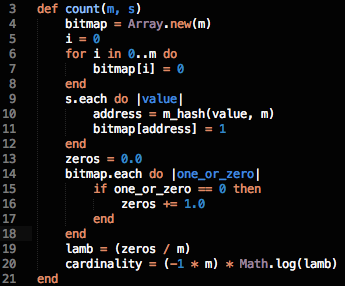 3 def count(m, s)
4 bitmap = Array.new(m)
5 i = 0
6 for i in 0..m do
7 bitmap[i] = 0
8 end
9 s.each do |value|
10 address = m_hash(value, m)
11 bitmap[address] = 1
12 end
13 zeros = 0.0
14 bitmap.each do |one_or_zero|
15 if one_or_zero == 0 then
16 zeros += 1.0
17 end
18 end
19 lamb = (zeros / m)
20 cardinality = (-1 * m) * Math.log(lamb)
21 end